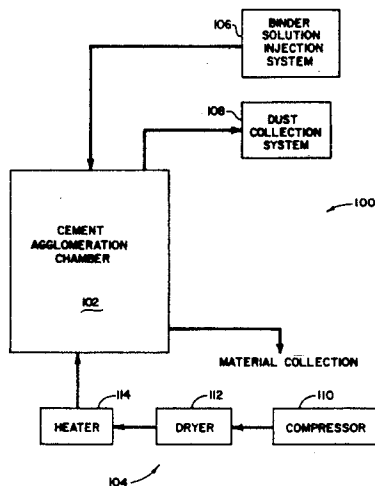 106
BINDER
SOLUTION
INJECTION
SYSTEM
108
DUST
COLLECTION
SYSTEM
100
CEMENT
AGGLOMERATION
CHAMBER
102
MATERIAL COLLECTION
114
112
110
HEATER
DRYER
COMPRESSOR
104